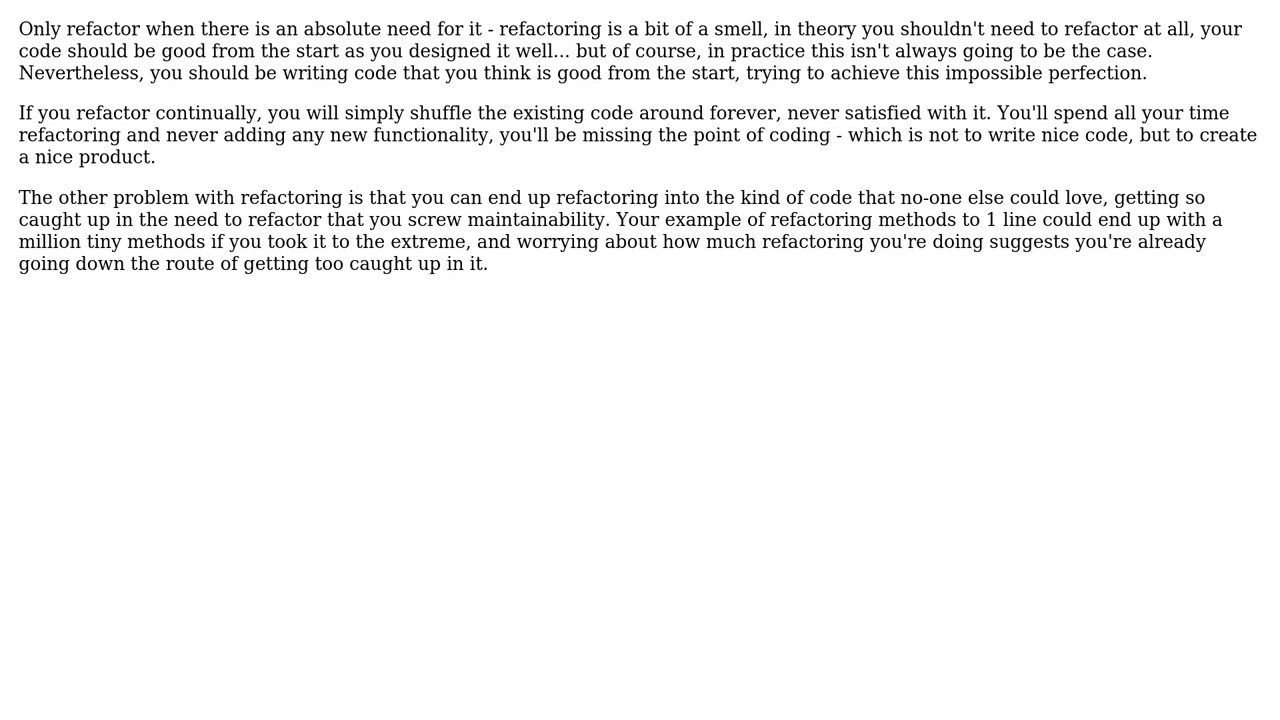 Only refactor when there is an absolute need for it - refactoring is a bit of a smell, in theory you shouldn't need to refactor at all, your
code should be good from the start as you designed it well... but of course, in practice this isn't always going to be the case.
Nevertheless, you should be writing code that you think is good from the start, trying to achieve this impossible perfection.
If you refactor continually, you will simply shuffle the existing code around forever, never satisfied with it. You'll spend all your time
refactoring and never adding any new functionality, you'll be missing the point of coding - which is not to write nice code, but to create
a nice product.
The other problem with refactoring is that you can end up refactoring into the kind of code that no-one else could love, getting so
caught up in the need to refactor that you screw maintainability. Your example of refactoring methods to 1 line could end up with a
million tiny methods if you took it to the extreme, and worrying about how much refactoring you're doing suggests you're already
going down the route of getting too caught up in it.